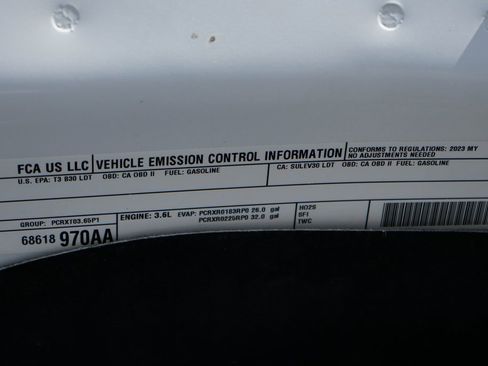 FCA US LLC VEHICLE EMISSION CONTROL INFORMATION CONFORMS TO REGULATIONS: 2023 MY
NO ADJUSTMENTS NEEDED
U.S. EPA: T3 B30 LDT OBD: CA OBD II FUEL: GASOLINE CA: SULEV30 LDT OBD: CA OBD II FUEL: GASOLINE
GROUP: PCRXT03.65P1 ENGINE: 3.6L EVAP: PCRXR0183RP0 26.0 gal HO2S
PCRXR0225RP0 32.0 gal SFI
TWC
68618 970AA